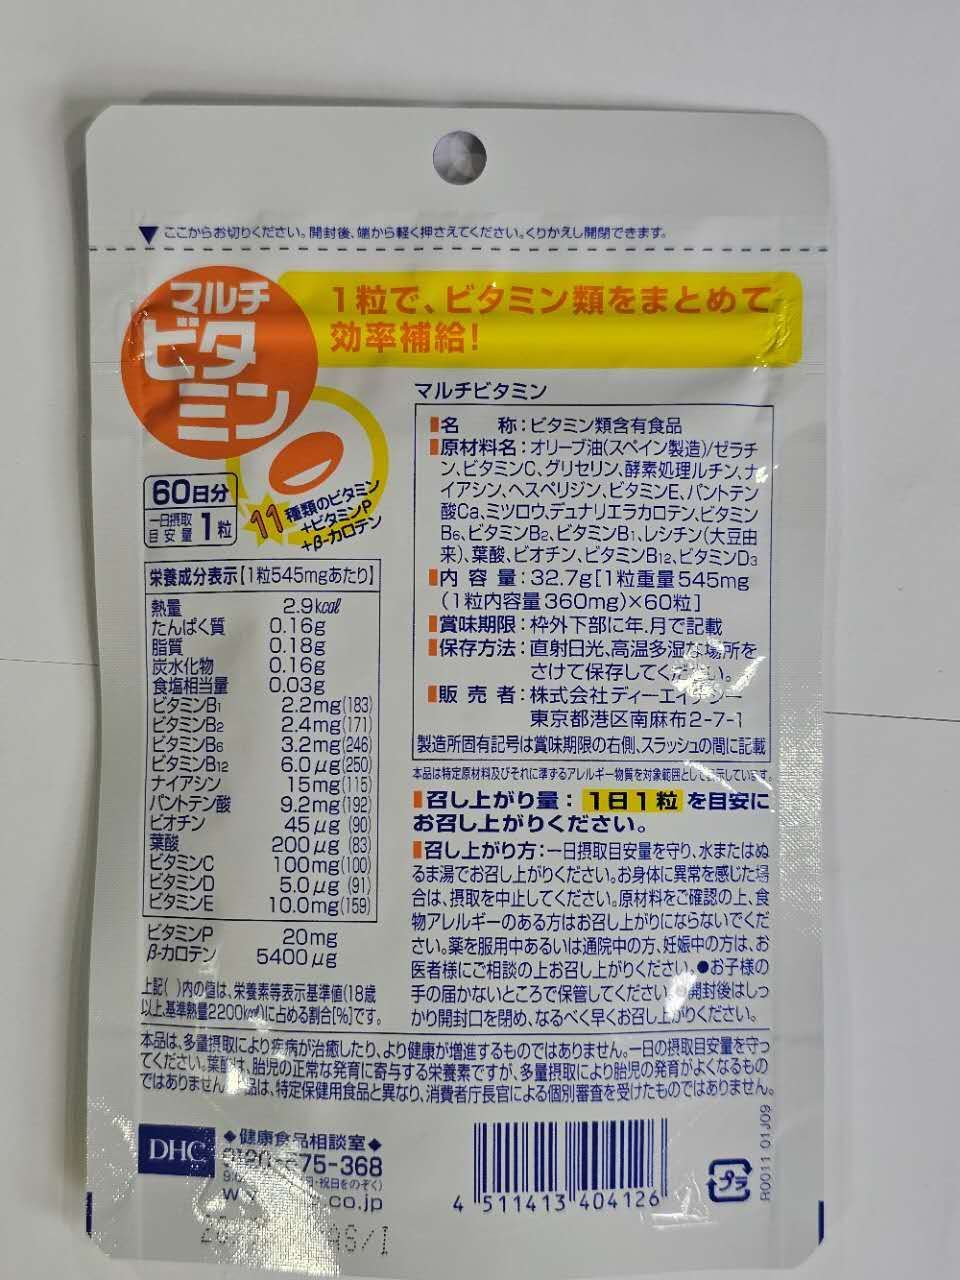 ▼ここからお切りください。開封後、端から軽く押さえてください。くりかえし開閉できます。
マルチ
ビタ
ミン
1粒で、ビタミン類をまとめて
効率補給!
60日分
一日摂取
目安量 1粒
11種類のビタミン
+ビタミンP
+β-カロテン
栄養成分表示【1粒545mgあたり】
熱量 2.9kcal
たんぱく質 0.16g
脂質 0.18g
炭水化物 0.16g
食塩相当量 0.03g
ビタミンB1 2.2mg(183)
ビタミンB2 2.4mg(171)
ビタミンB6 3.2mg(246)
ビタミンB12 6.0μg(250)
ナイアシン 15mg(115)
パントテン酸 9.2mg(192)
ビオチン 45μg(90)
葉酸 200μg(83)
ビタミンC 100mg(100)
ビタミンD 5.0μg(91)
ビタミンE 10.0mg(159)
ビタミンP 20mg
β-カロテン 5400μg
上記( )内の値は、栄養素等表示基準値(18歳
以上、基準熱量2200kcal)に占める割合[%]です。
マルチビタミン
名 称:ビタミン類含有食品
原材料名:オリーブ油(スペイン製造)/ゼラチ
ン、ビタミンC、グリセリン、酵素処理ルチン、ナ
イアシン、ヘスペリジン、ビタミンE、パントテン
酸Ca、ミツロウ、デュナリエラカロテン、ビタミン
B6、ビタミンB2、ビタミンB1、レシチン(大豆由
来)、葉酸、ビオチン、ビタミンB12、ビタミンD3
内 容 量:32.7g[1粒重量545mg
(1粒内容量360mg)×60粒]
賞味期限:枠外下部に年.月で記載
保存方法:直射日光、高温多湿な場所を
さけて保存してください。
販 売 者:株式会社ディーエイチシー
東京都港区南麻布2-7-1
製造所固有記号は賞味期限の右側、スラッシュの間に記載
本品は特定原材料及びそれに準ずるアレルギー物質を対象範囲として表示しています。
召し上がり量: 1日1粒 を目安に
お召し上がりください。
召し上がり方:一日摂取目安量を守り、水またはぬ
るま湯でお召し上がりください。お身体に異常を感じた場
合は、摂取を中止してください。原材料をご確認の上、食
物アレルギーのある方はお召し上がりにならないでくだ
さい。薬を服用中あるいは通院中の方、妊娠中の方は、お
医者様にご相談の上お召し上がりください。●お子様の
手の届かないところで保管してください。●開封後はしっ
かり開封口を閉め、なるべく早くお召し上がりください。
本品は、多量摂取により疾病が治癒したり、より健康が増進するものではありません。一日の摂取目安量を守っ
てください。葉酸は、胎児の正常な発育に寄与する栄養素ですが、多量摂取により胎児の発育がよくなるもの
ではありません。本品は、特定保健用食品と異なり、消費者庁長官による個別審査を受けたものではありません。
DHC
◆健康食品相談室◆
575-368
祝日をのぞく)
.co.jp
4 511413 404126
プラ
R0011 01J09